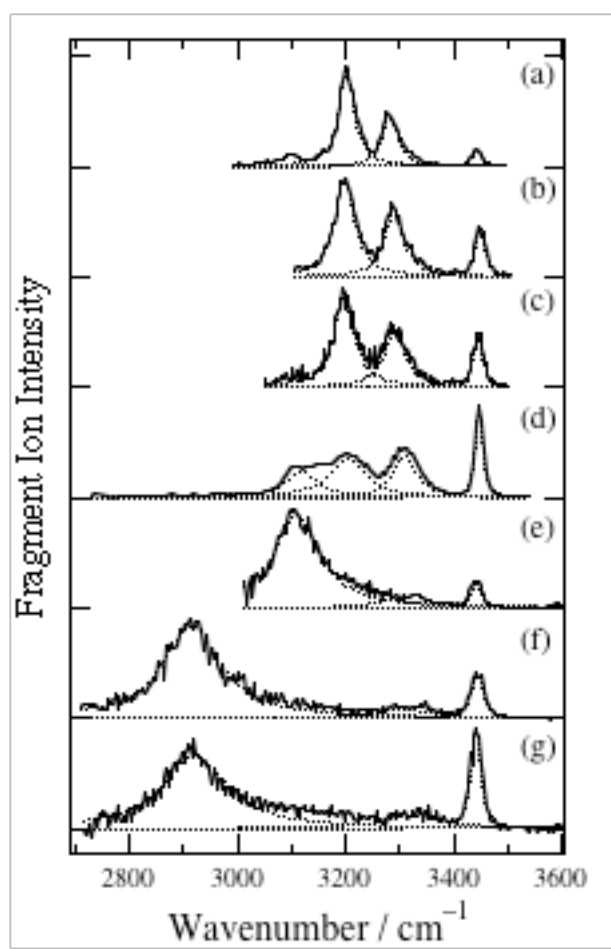 (a)
(b)
(c)
(d)
(e)
(f)
(g)
Fragment Ion Intensity
2800 3000 3200 3400 3600
Wavenumber / cm⁻¹